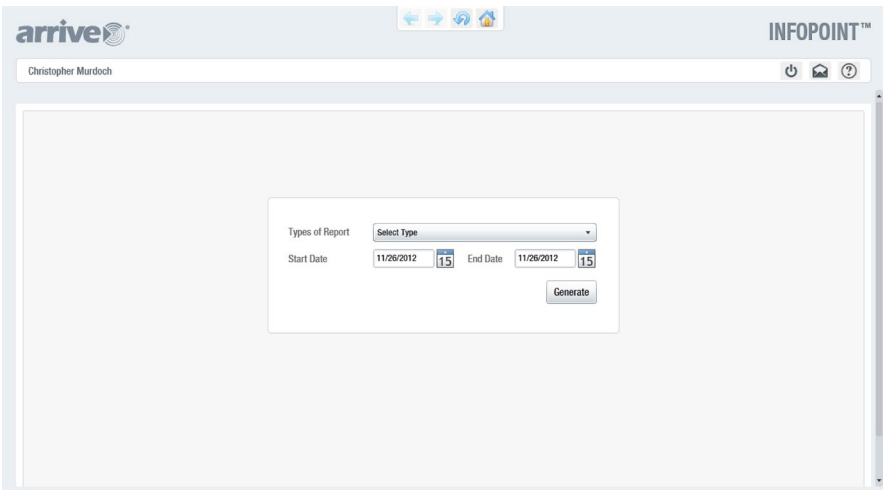 arrive
INFOPOINT™
Christopher Murdoch
Types of Report Select Type
Start Date 11/26/2012 15 End Date 11/26/2012 15
Generate